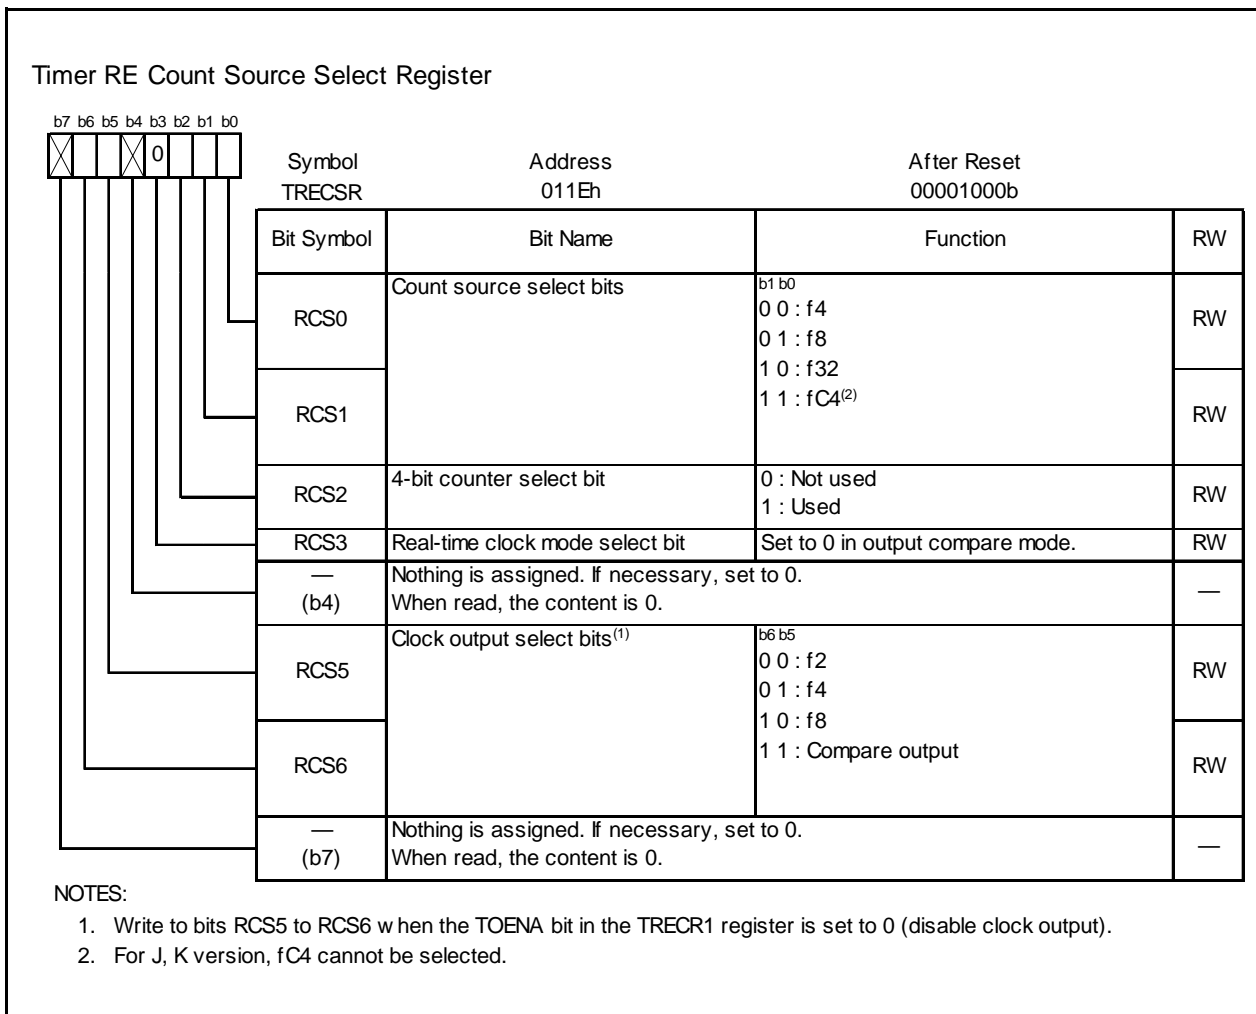 Timer RE Count Source Select Register
b7 b6 b5 b4 b3 b2 b1 b0
0
Symbol Address After Reset
TRECSR 011Eh 00001000b
Bit Symbol Bit Name Function RW
RCS0 Count source select bits b1 b0 RW
0 0 : f4
0 1 : f8
1 0 : f32
RCS1 1 1 : fC4(2) RW
RCS2 4-bit counter select bit 0 : Not used RW
1 : Used
RCS3 Real-time clock mode select bit Set to 0 in output compare mode. RW
— Nothing is assigned. If necessary, set to 0. —
(b4) When read, the content is 0.
RCS5 Clock output select bits(1) b6 b5 RW
0 0 : f2
0 1 : f4
1 0 : f8
RCS6 1 1 : Compare output RW
— Nothing is assigned. If necessary, set to 0. —
(b7) When read, the content is 0.
NOTES:
1. Write to bits RCS5 to RCS6 when the TOENA bit in the TRECR1 register is set to 0 (disable clock output).
2. For J, K version, fC4 cannot be selected.